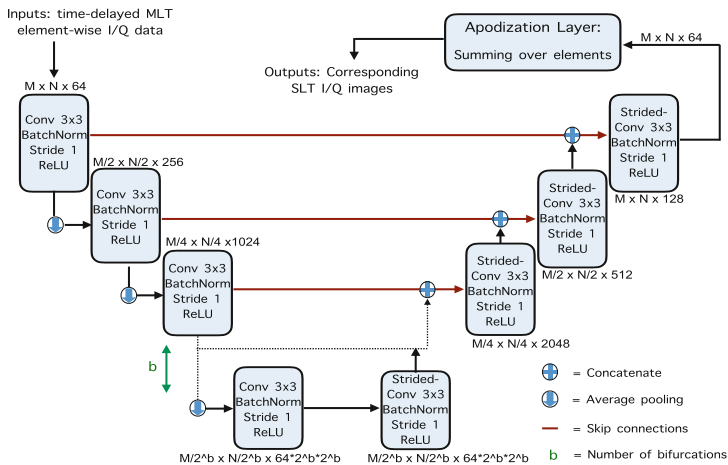 Inputs: time-delayed MLT
element-wise I/Q data
M x N x 64
Conv 3x3
BatchNorm
Stride 1
ReLU
M/2 x N/2 x 256
Conv 3x3
BatchNorm
Stride 1
ReLU
M/4 x N/4 x1024
Conv 3x3
BatchNorm
Stride 1
ReLU
b
Conv 3x3
BatchNorm
Stride 1
ReLU
M/2^b x N/2^b x 64*2^b*2^b
Strided-
Conv 3x3
BatchNorm
Stride 1
ReLU
M/2^b x N/2^b x 64*2^b*2^b
Strided-
Conv 3x3
BatchNorm
Stride 1
ReLU
M/4 x N/4 x 2048
Strided-
Conv 3x3
BatchNorm
Stride 1
ReLU
M/2 x N/2 x 512
Strided-
Conv 3x3
BatchNorm
Stride 1
ReLU
M x N x 128
M x N x 64
Apodization Layer:
Summing over elements
Outputs: Corresponding
SLT I/Q images
= Concatenate
= Average pooling
= Skip connections
b = Number of bifurcations